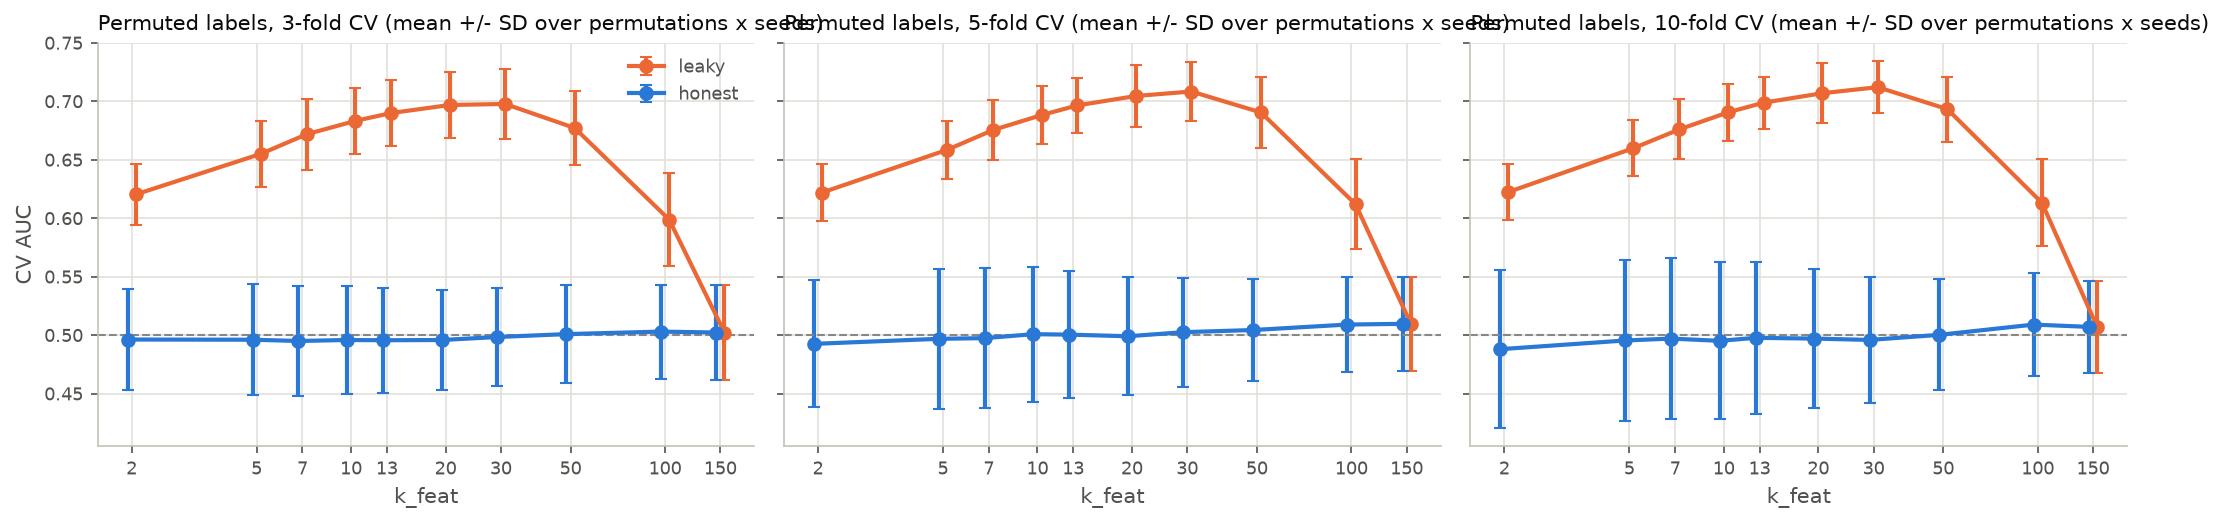 Permuted labels, 3-fold CV (mean +/- SD over permutations x seeds)
Permuted labels, 5-fold CV (mean +/- SD over permutations x seeds)
Permuted labels, 10-fold CV (mean +/- SD over permutations x seeds)
leaky
honest
CV AUC
0.75
0.70
0.65
0.60
0.55
0.50
0.45
2 5 7 10 13 20 30 50 100 150
k_feat
2 5 7 10 13 20 30 50 100 150
k_feat
2 5 7 10 13 20 30 50 100 150
k_feat